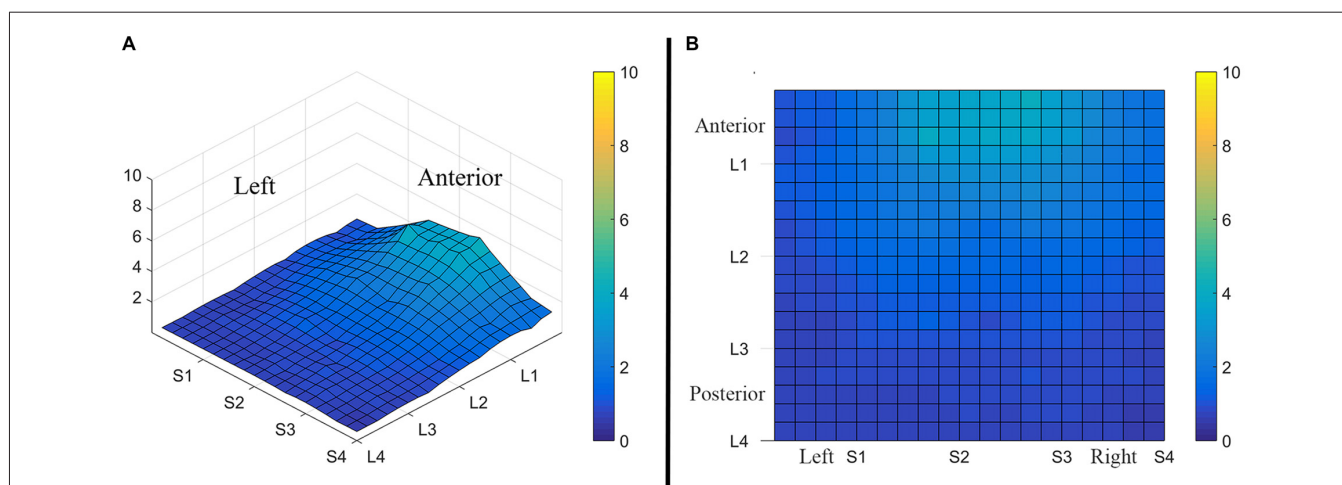 A
Left
Anterior
10
8
6
4
2
S1
S2
S3
S4
L4
L3
L2
L1
10
8
6
4
2
0
B
Anterior
L1
L2
L3
Posterior
L4
Left S1 S2 S3 Right S4
10
8
6
4
2
0